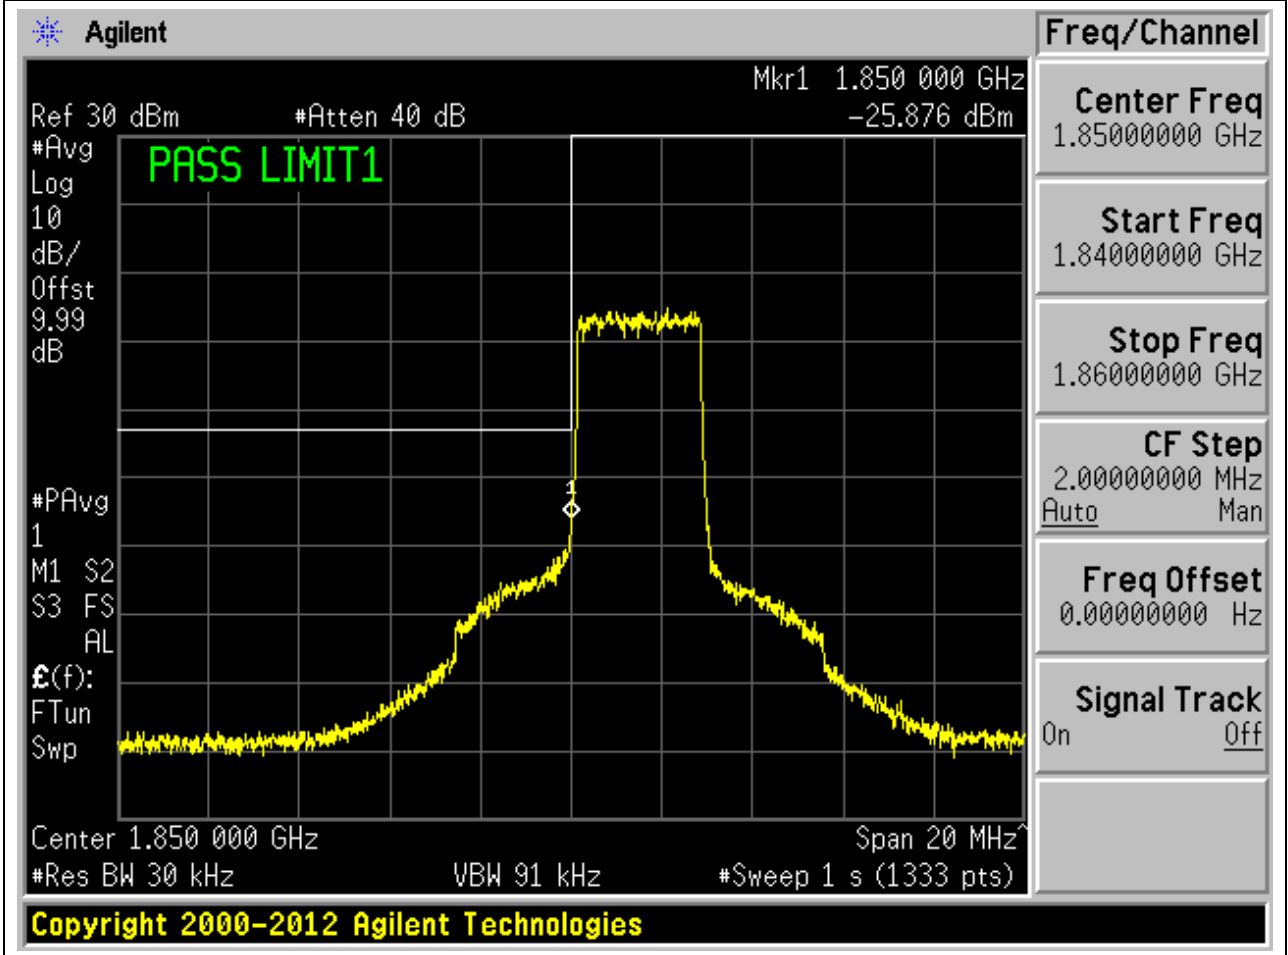 Agilent
Freq/Channel
Mkr1 1.850 000 GHz
Ref 30 dBm #Atten 40 dB -25.876 dBm
#Avg
Log
10
dB/
Offst
9.99
dB
PASS LIMIT1
1
#PAvg
1
M1 S2
S3 FS
AL
£(f):
FTun
Swp
Center 1.850 000 GHz Span 20 MHz^
#Res BW 30 kHz VBW 91 kHz #Sweep 1 s (1333 pts)
Center Freq
1.85000000 GHz
Start Freq
1.84000000 GHz
Stop Freq
1.86000000 GHz
CF Step
2.00000000 MHz
Auto Man
Freq Offset
0.00000000 Hz
Signal Track
On Off
Copyright 2000-2012 Agilent Technologies